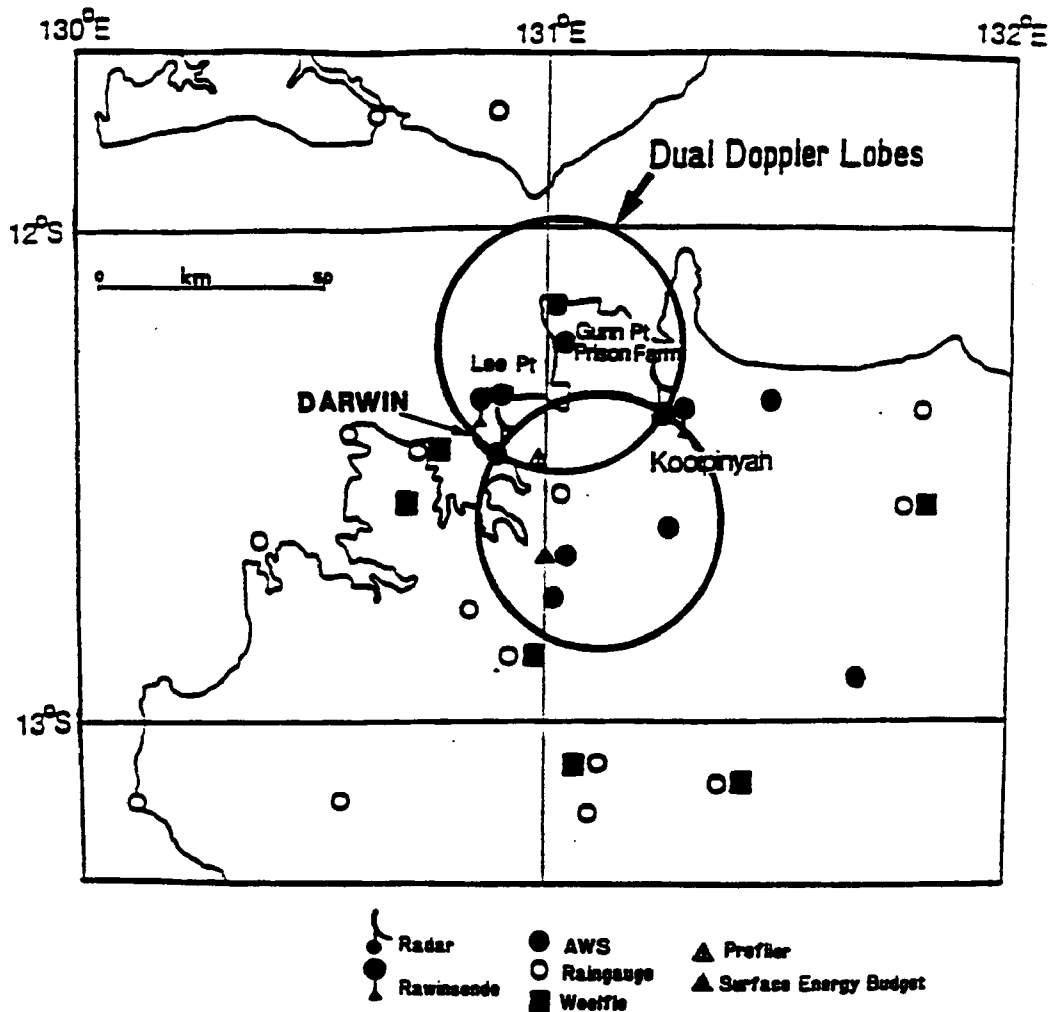 130°E 131°E 132°E
Dual Doppler Lobes
12°S
0 km 50
Gunn Pt
Prison Farm
Lee Pt
DARWIN
Koolpinyah
13°S
Radar AWS Profiler
Rawinsonde Raingauge Surface Energy Budget